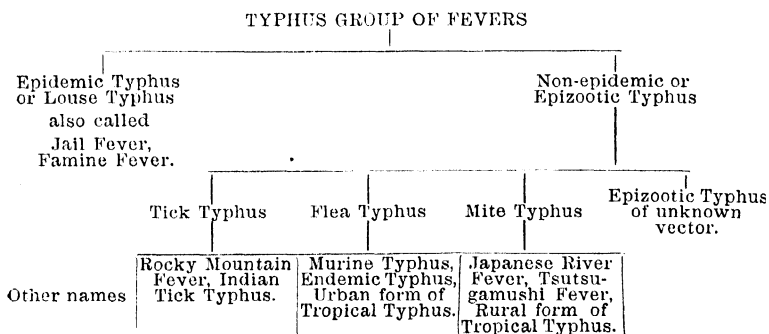 TYPHUS GROUP OF FEVERS
Epidemic Typhus
or Louse Typhus
also called
Jail Fever,
Famine Fever.
Non-epidemic or
Epizootic Typhus
Tick Typhus
Flea Typhus
Mite Typhus
Epizootic Typhus
of unknown
vector.
Other names
Rocky Mountain
Fever, Indian
Tick Typhus.
Murine Typhus,
Endemic Typhus,
Urban form of
Tropical Typhus.
Japanese River
Fever, Tsutsu-
gamushi Fever,
Rural form of
Tropical Typhus.